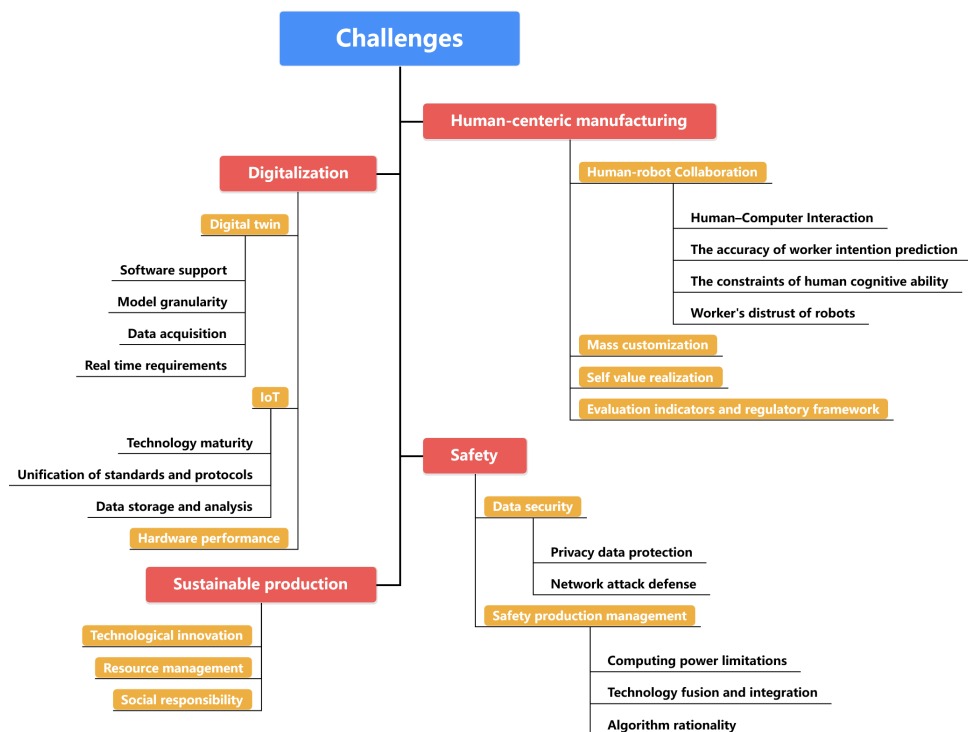 Challenges
Human-centric manufacturing
Human-robot Collaboration
Human–Computer Interaction
The accuracy of worker intention prediction
The constraints of human cognitive ability
Worker's distrust of robots
Mass customization
Self value realization
Evaluation indicators and regulatory framework
Digitalization
Digital twin
Software support
Model granularity
Data acquisition
Real time requirements
IoT
Technology maturity
Unification of standards and protocols
Data storage and analysis
Hardware performance
Safety
Data security
Privacy data protection
Network attack defense
Safety production management
Computing power limitations
Technology fusion and integration
Algorithm rationality
Sustainable production
Technological innovation
Resource management
Social responsibility